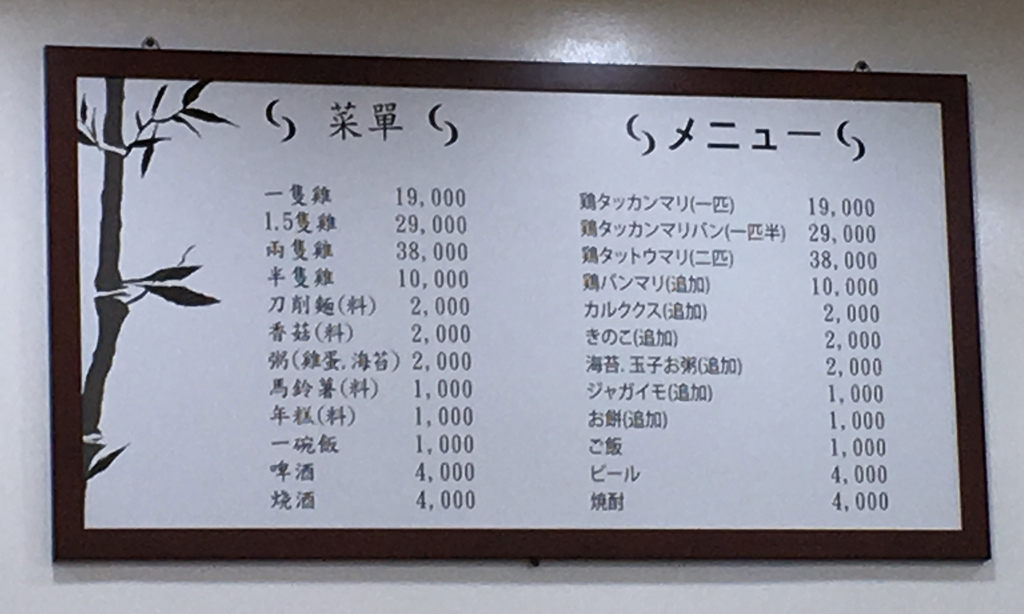 菜單
一隻雞 19,000
1.5隻雞 29,000
兩隻雞 38,000
半隻雞 10,000
刀削麵(料) 2,000
香菇(料) 2,000
粥(雞蛋.海苔) 2,000
馬鈴薯(料) 1,000
年糕(料) 1,000
一碗飯 1,000
啤酒 4,000
燒酒 4,000
メニュー
鶏タッカンマリ(一匹) 19,000
鶏タッカンマリバン(一匹半) 29,000
鶏タットウマリ(二匹) 38,000
鶏バンマリ(追加) 10,000
カルククス(追加) 2,000
きのこ(追加) 2,000
海苔.玉子お粥(追加) 2,000
ジャガイモ(追加) 1,000
お餅(追加) 1,000
ご飯 1,000
ビール 4,000
焼酎 4,000